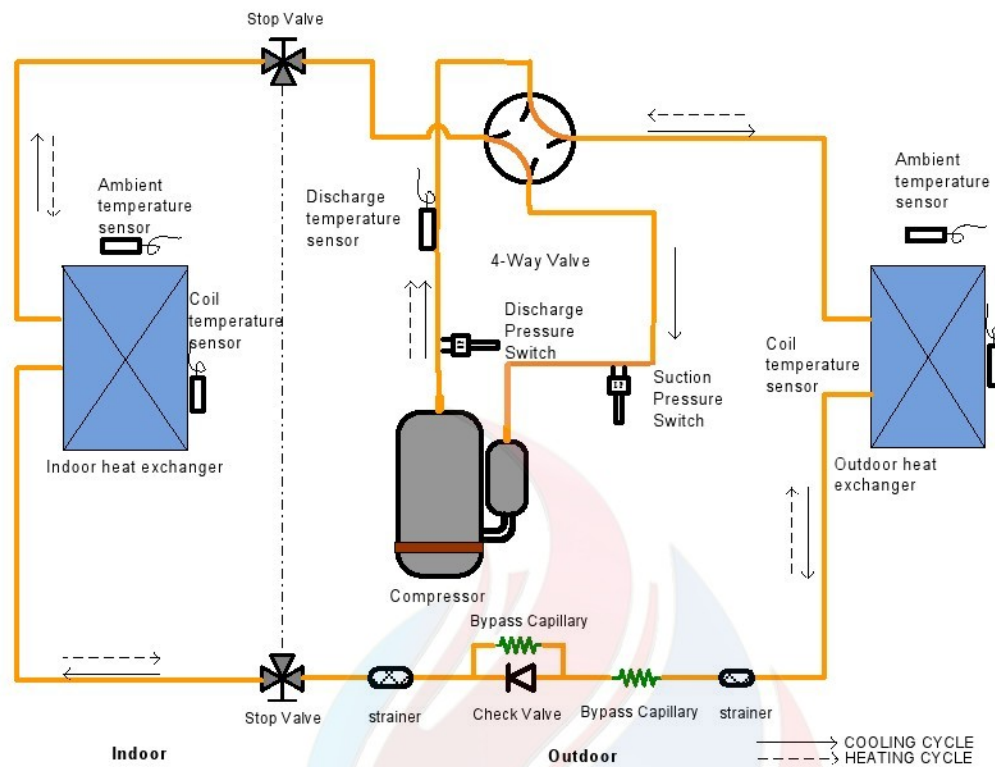 Stop Valve
Ambient
temperature
sensor
Discharge
temperature
sensor
4-Way Valve
Ambient
temperature
sensor
Coil
temperature
sensor
Discharge
Pressure
Switch
Suction
Pressure
Switch
Coil
temperature
sensor
Indoor heat exchanger
Outdoor heat
exchanger
Compressor
Bypass Capillary
Stop Valve
strainer
Check Valve
Bypass Capillary
strainer
Indoor
Outdoor
COOLING CYCLE
HEATING CYCLE